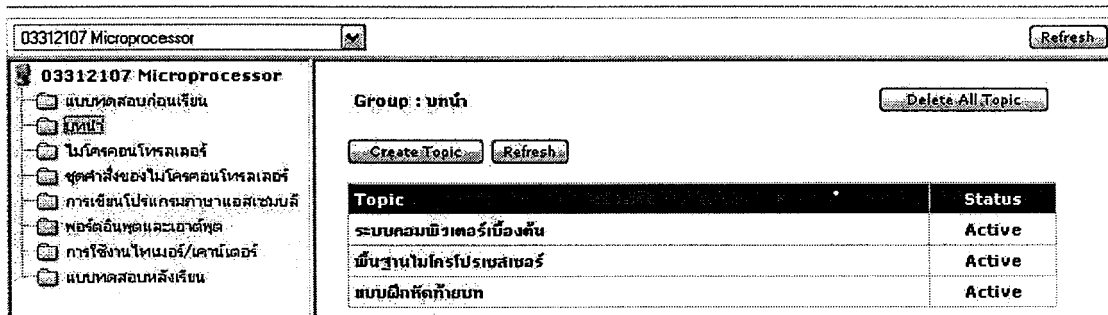 03312107 Microprocessor
Refresh
03312107 Microprocessor
แบบทดสอบก่อนเรียน
บทนำ
ไมโครคอนโทรลเลอร์
ชุดคำสั่งของไมโครคอนโทรลเลอร์
การเขียนโปรแกรมภาษาแอสเซมบลี
พอร์ตอินพุตและเอาต์พุต
การใช้งานไทเมอร์/เคาน์เตอร์
แบบทดสอบหลังเรียน
Group : บทนำ
Delete All Topic
Create Topic Refresh
Topic Status
ระบบคอมพิวเตอร์เบื้องต้น Active
พื้นฐานไมโครโปรเซสเซอร์ Active
แบบฝึกหัดท้ายบท Active